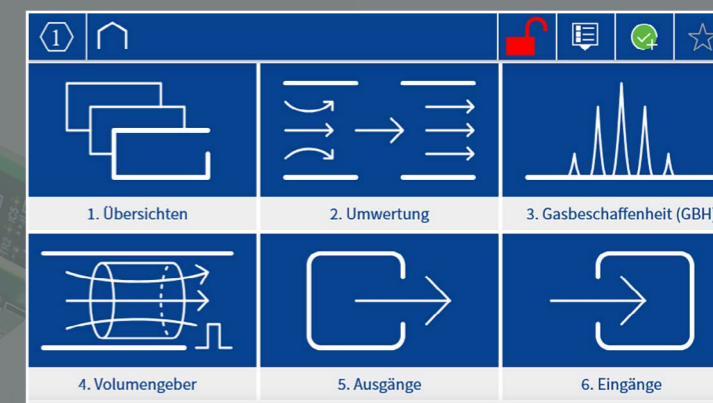 1
1. Übersichten
2. Umwertung
3. Gasbeschaffenheit (GBH)
4. Volumengeber
5. Ausgänge
6. Eingänge